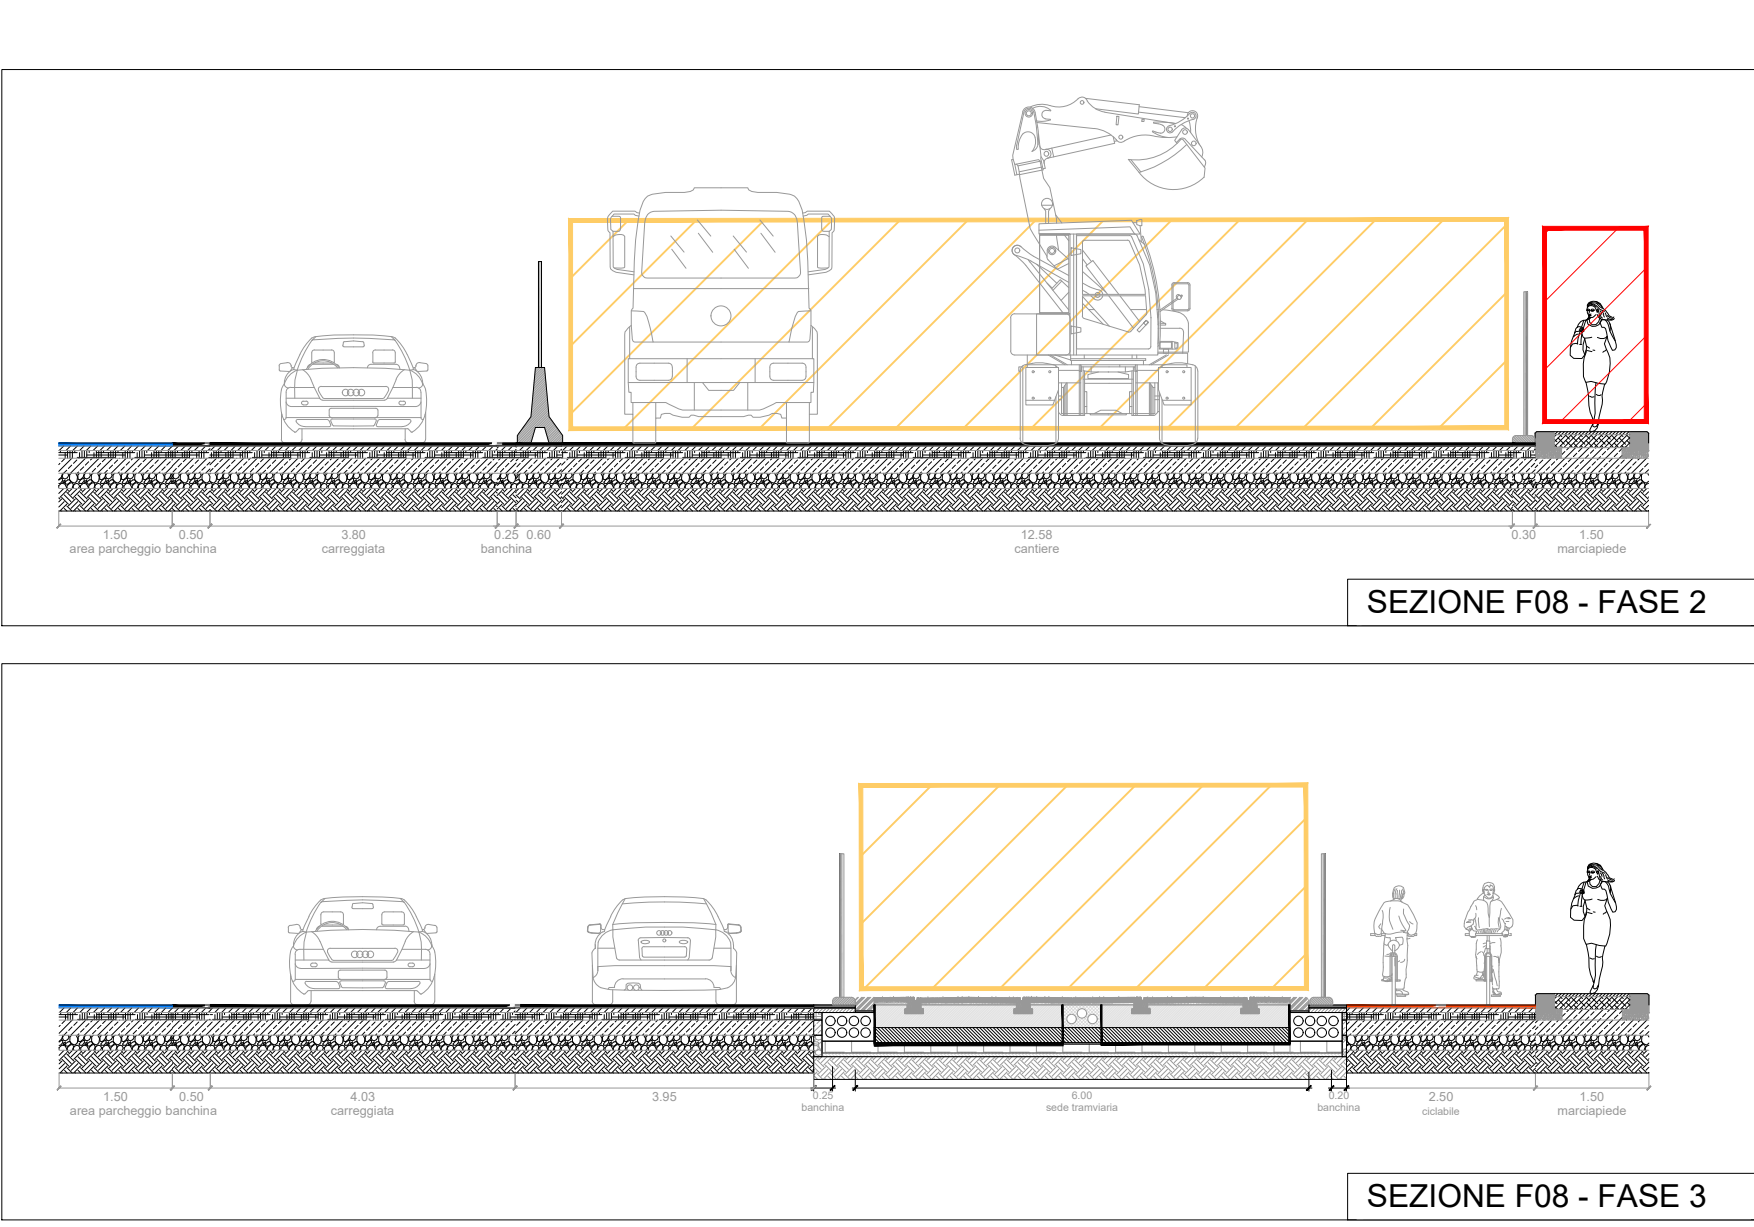 1.50 0.50 3.80 0.25 0.60 12.58 0.30 1.50
area parcheggio banchina carreggiata banchina cantiere marciapiede
SEZIONE F08 - FASE 2
1.50 0.50 4.03 3.95 0.25 6.00 0.20 2.50 1.50
area parcheggio banchina carreggiata banchina sede tramviaria banchina ciclabile marciapiede
SEZIONE F08 - FASE 3